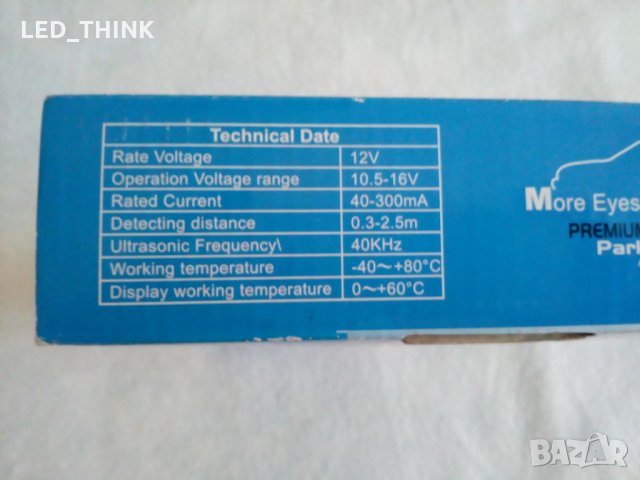 LED_THINK
Technical Date
Rate Voltage 12V
Operation Voltage range 10.5-16V
Rated Current 40-300mA
Detecting distance 0.3-2.5m
Ultrasonic Frequency\ 40KHz
Working temperature -40～+80°C
Display working temperature 0～+60°C
More Eyes
PREMIUM
Park
BAZAR